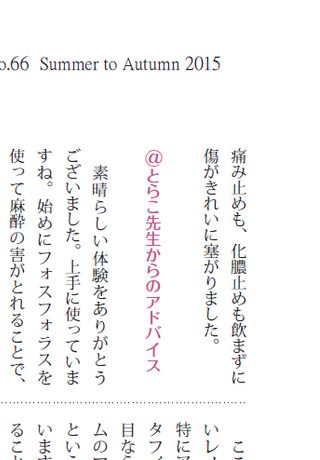 o.66 Summer to Autumn 2015
痛み止めも、化膿止めも飲まずに
傷がきれいに塞がりました。
@とらこ先生からのアドバイス
素晴らしい体験をありがとう
ございました。上手に使っていま
すね。始めにフォスフォラスを
使って麻酔の害がとれることで、
こ
いレメ
特にア
タフィ
目なら
ムのマ
という
います
ること